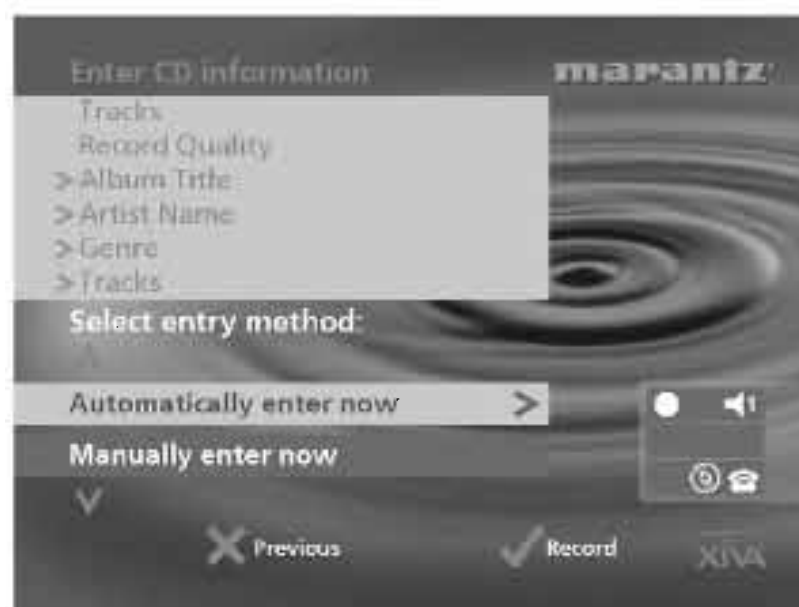 Enter CD information
marantz
Tracks
Record Quality
> Album Title
> Artist Name
> Genre
> Tracks
Select entry method:
Automatically enter now >
1
Manually enter now
Previous
Record
XIVA